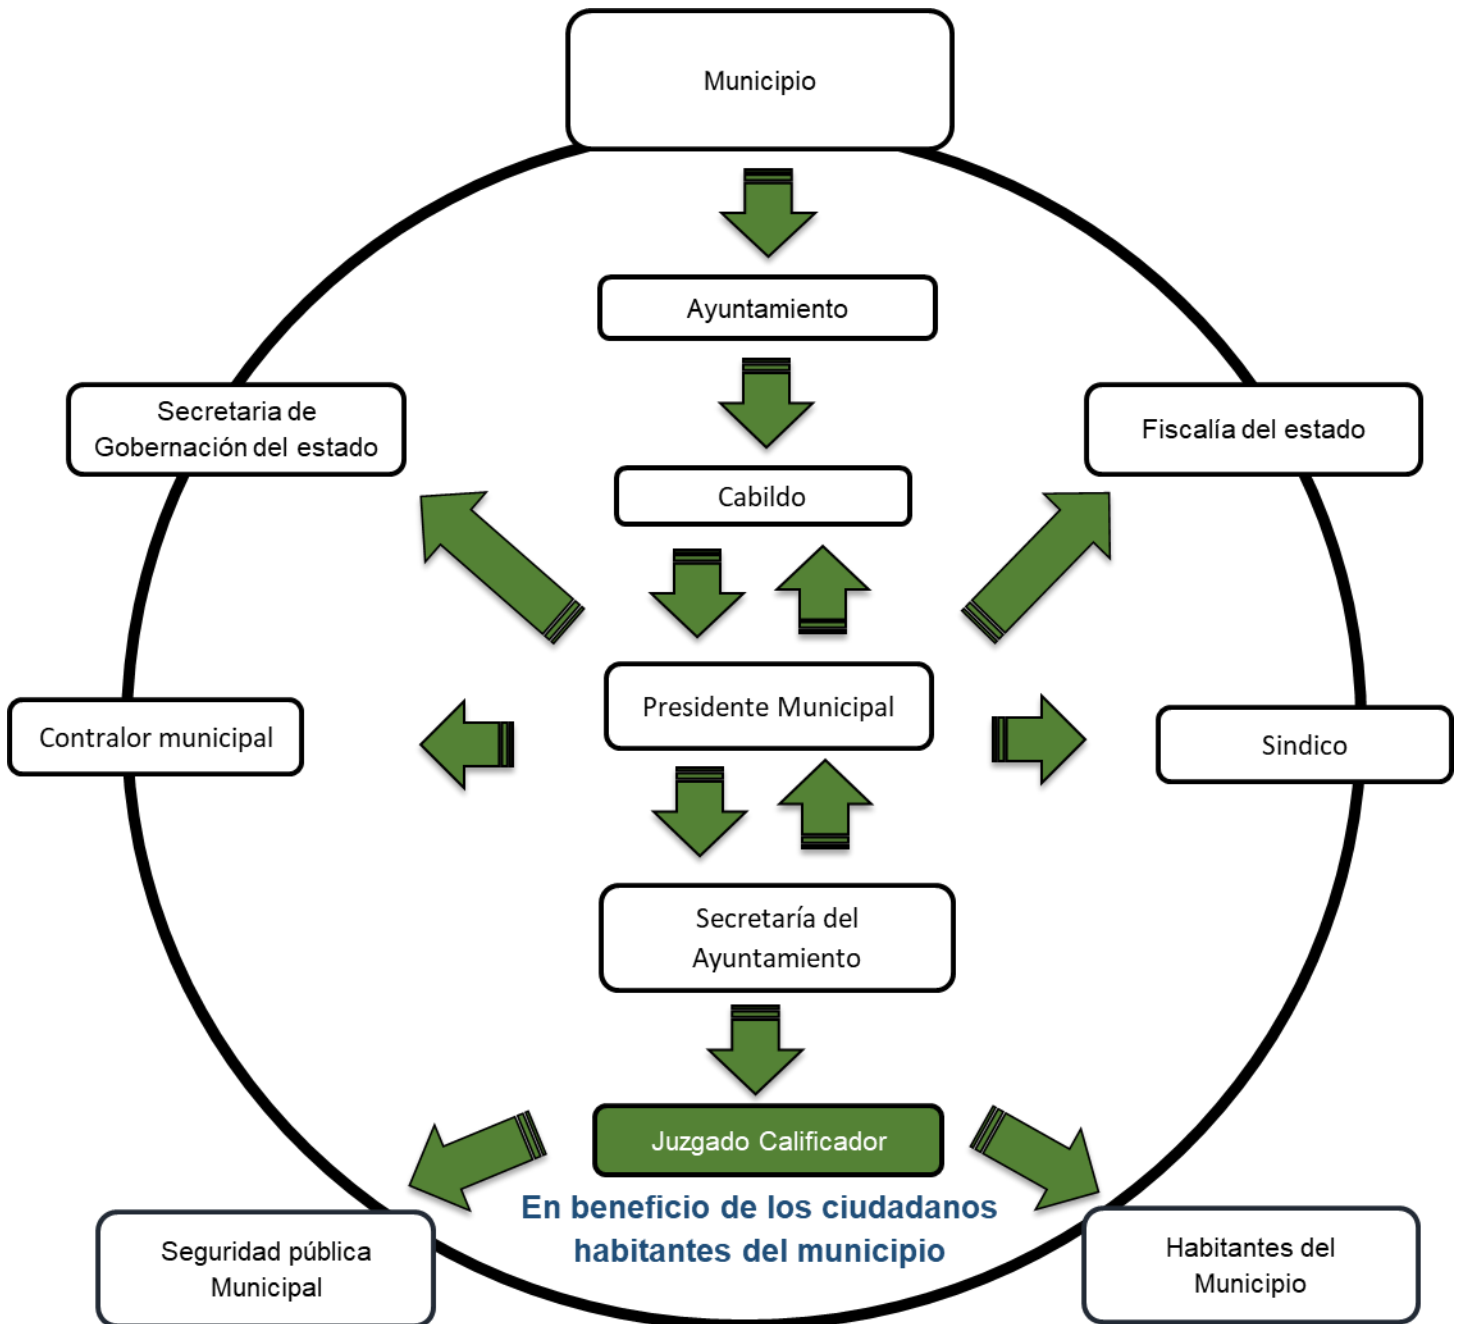 Municipio
Ayuntamiento
Secretaria de
Gobernación del estado
Fiscalía del estado
Cabildo
Presidente Municipal
Contralor municipal
Sindico
Secretaría del
Ayuntamiento
Juzgado Calificador
En beneficio de los ciudadanos
habitantes del municipio
Seguridad pública
Municipal
Habitantes del
Municipio